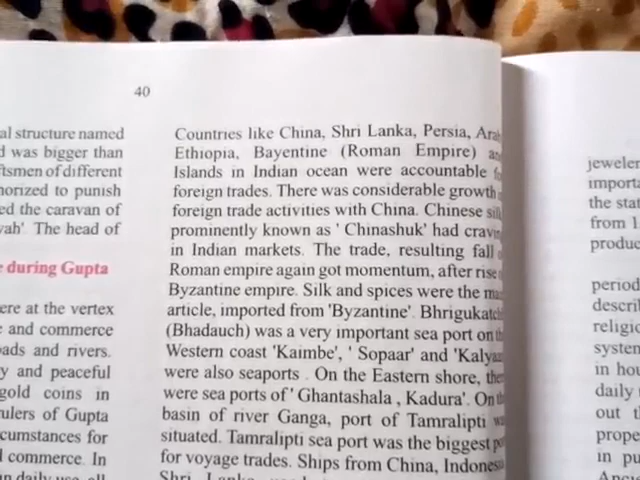 40
al structure named
d was bigger than
ftsmen of different
horized to punish
ed the caravan of
yah'. The head of
e during Gupta
ere at the vertex
e and commerce
oads and rivers.
y and peaceful
gold coins in
ulers of Gupta
cumstances for
l commerce. In
Countries like China, Shri Lanka, Persia,
Ethiopia, Bayentine (Roman Empire)
Islands in Indian ocean were accountable
foreign trades. There was considerable growth
foreign trade activities with China. Chinese
prominently known as ' Chinashuk' had
in Indian markets. The trade, resulting fall
Roman empire again got momentum, after rise
Byzantine empire. Silk and spices were the
article, imported from 'Byzantine'.
(Bhadauch) was a very important sea port on
Western coast 'Kaimbe', ' Sopaar' and
were also seaports . On the Eastern shore,
were sea ports of ' Ghantashala , Kadura'. On
basin of river Ganga, port of Tamralipti
situated. Tamralipti sea port was the biggest
for voyage trades. Ships from China,
jeweler
importa
the stat
from 1
produc
period
describ
religio
system
in hou
daily
out
prope
in pu